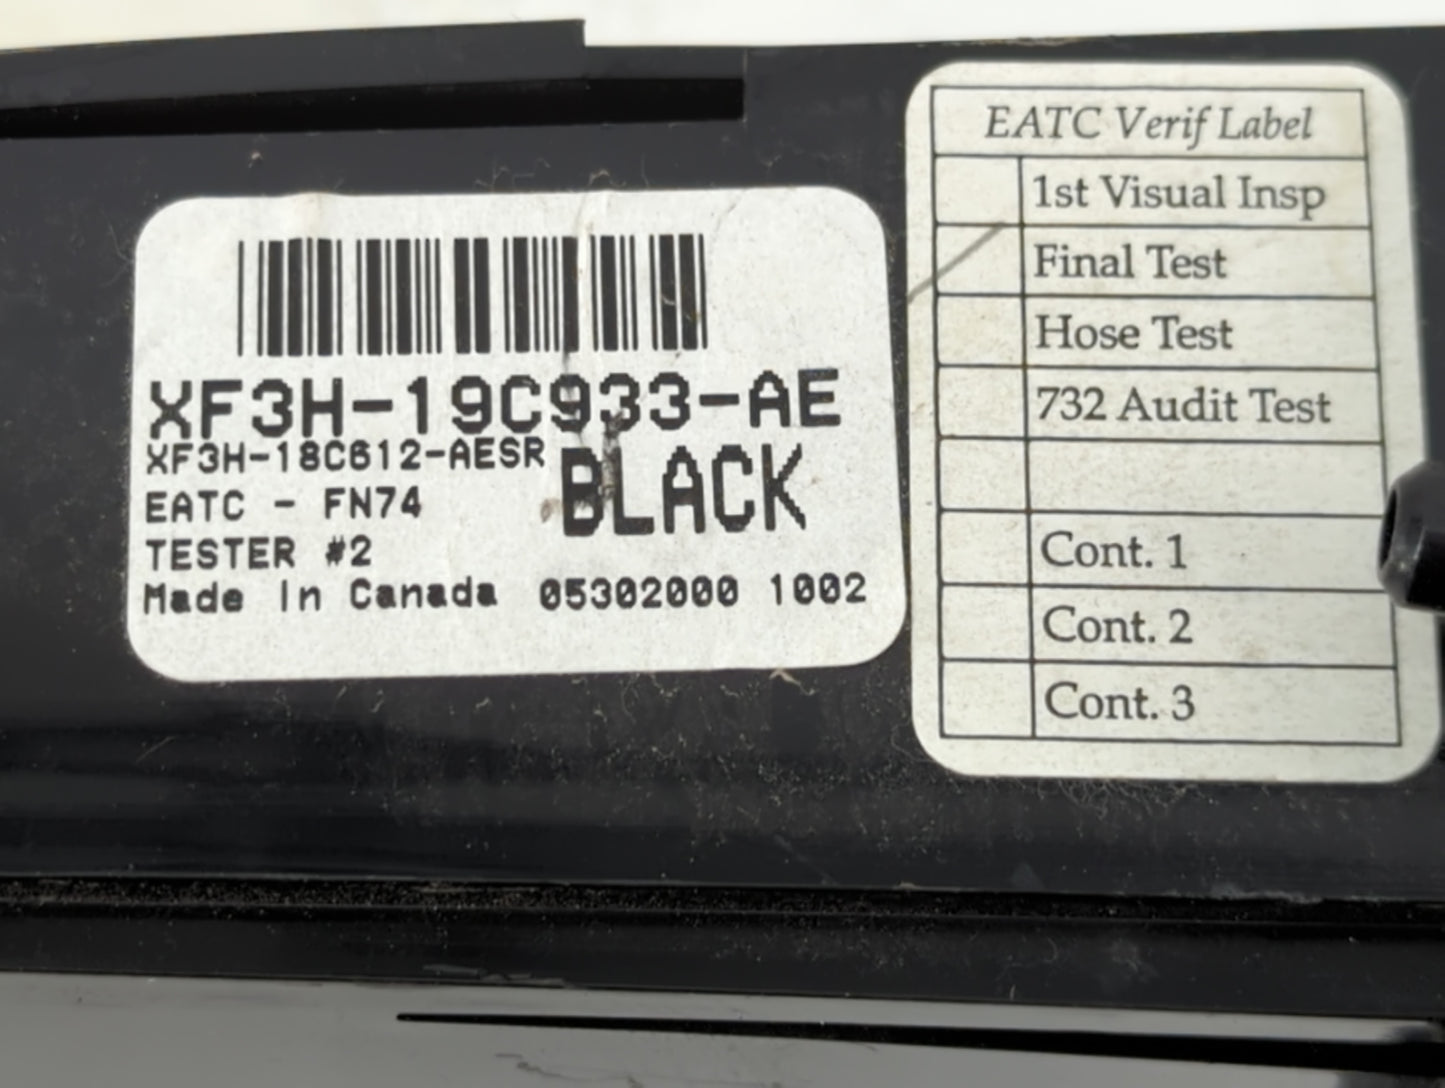 XF3H-19C933-AE
XF3H-18C612-AESR
BLACK
EATC - FN74
TESTER #2
Made In Canada 05302000 1002
EATC Verif Label
1st Visual Insp
Final Test
Hose Test
732 Audit Test
Cont. 1
Cont. 2
Cont. 3